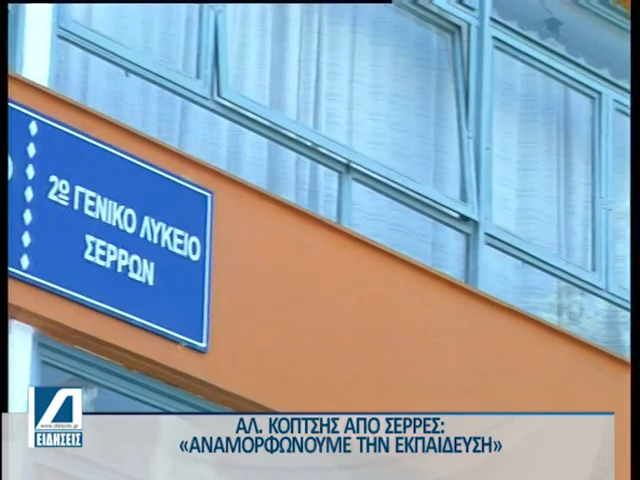 2ο ΓΕΝΙΚΟ ΛΥΚΕΙΟ
ΣΕΡΡΩΝ
ΑΛ. ΚΟΠΤΣΗΣ ΑΠΟ ΣΕΡΡΕΣ:
«ΑΝΑΜΟΡΦΩΝΟΥΜΕ ΤΗΝ ΕΚΠΑΙΔΕΥΣΗ»
ΕΙΔΗΣΕΙΣ